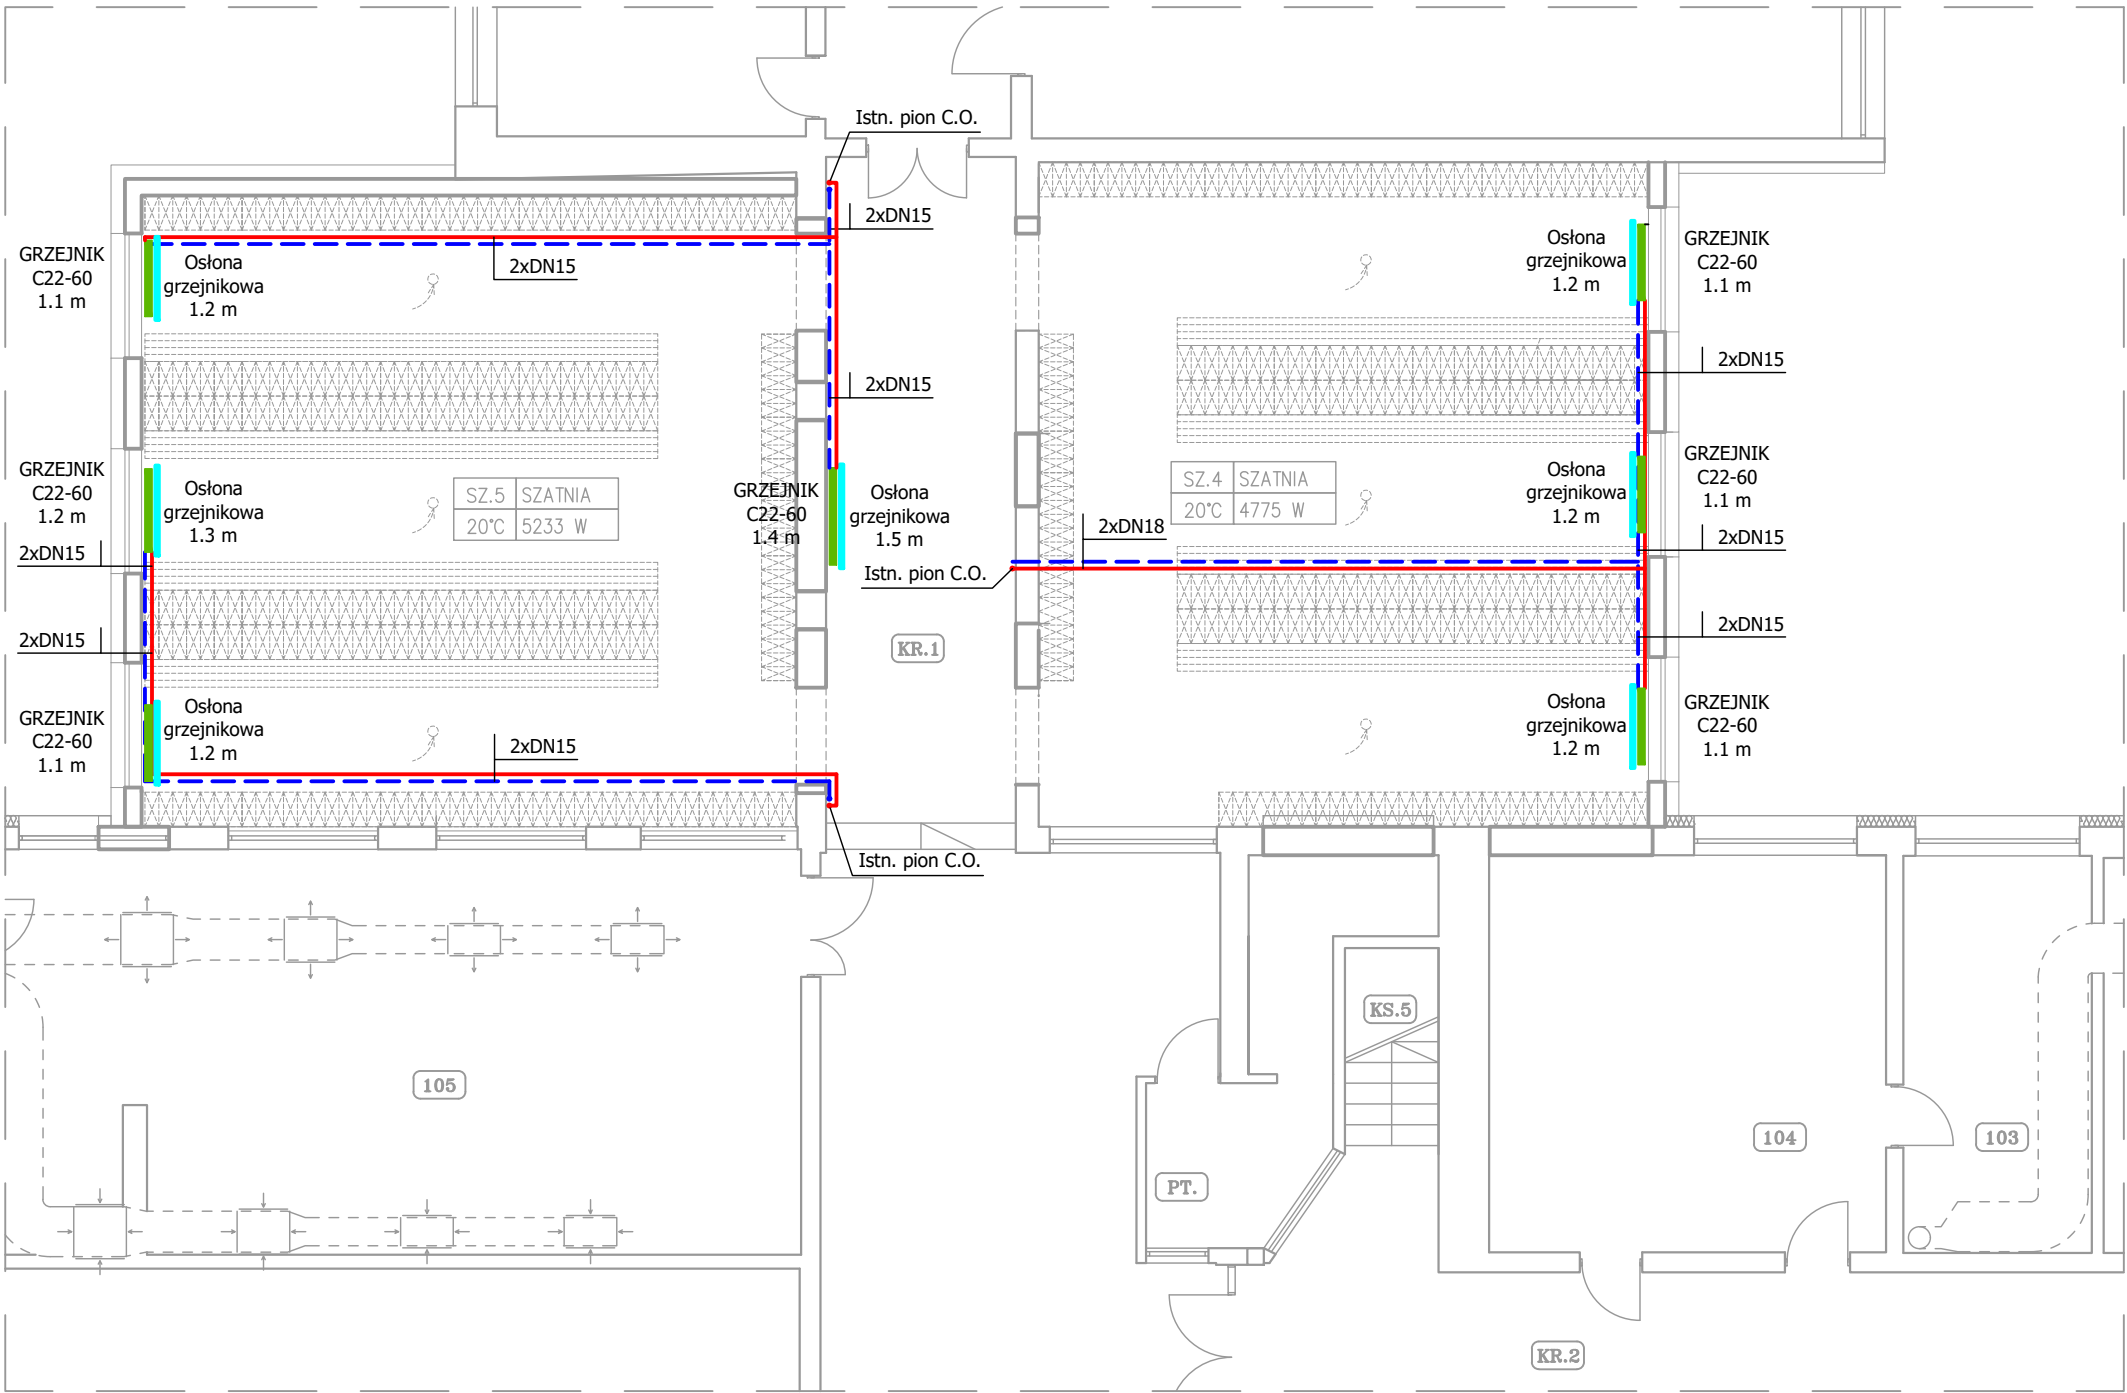 Istn. pion C.O.
2xDN15
GRZEJNIK
C22-60
1.1 m
Osłona
grzejnikowa
1.2 m
2xDN15
Osłona
grzejnikowa
1.2 m
GRZEJNIK
C22-60
1.1 m
2xDN15
2xDN15
GRZEJNIK
C22-60
1.2 m
Osłona
grzejnikowa
1.3 m
SZ.5 SZATNIA
20°C 5233 W
GRZEJNIK
C22-60
1.4 m
Osłona
grzejnikowa
1.5 m
SZ.4 SZATNIA
20°C 4775 W
Osłona
grzejnikowa
1.2 m
GRZEJNIK
C22-60
1.1 m
2xDN15
2xDN18
2xDN15
Istn. pion C.O.
2xDN15
KR.1
2xDN15
GRZEJNIK
C22-60
1.1 m
Osłona
grzejnikowa
1.2 m
2xDN15
Osłona
grzejnikowa
1.2 m
GRZEJNIK
C22-60
1.1 m
Istn. pion C.O.
KS.5
105
104
103
PT.
KR.2